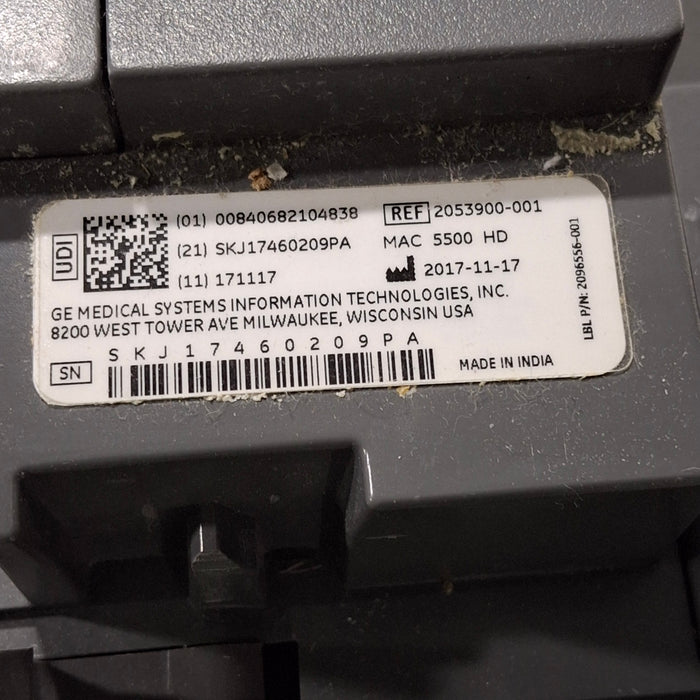 UDI
(01) 00840682104838
(21) SKJ17460209PA
(11) 171117
REF 2053900-001
MAC 5500 HD
2017-11-17
GE MEDICAL SYSTEMS INFORMATION TECHNOLOGIES, INC.
8200 WEST TOWER AVE MILWAUKEE, WISCONSIN USA
SN
SKJ17460209PA
MADE IN INDIA
LBL P/N: 2096556-001